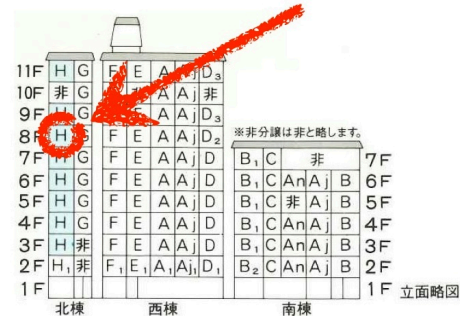 11F H G F E A Aj D3
10F 非 G F 非 非
9F H G F E A Aj D3
8F H G F E A Aj D2 ※非分譲は非と略します。
7F H G F E A Aj D B1 C 非 7F
6F H G F E A Aj D B1 C An Aj B 6F
5F H G F E A Aj D B1 C 非 Aj B 5F
4F H G F E A Aj D B1 C An Aj B 4F
3F H 非 F E A Aj D B1 C An Aj B 3F
2F H1 非 F1 E1 A1 Aj1 D1 B2 C An Aj B 2F
1F 1F 立面略図
北棟 西棟 南棟